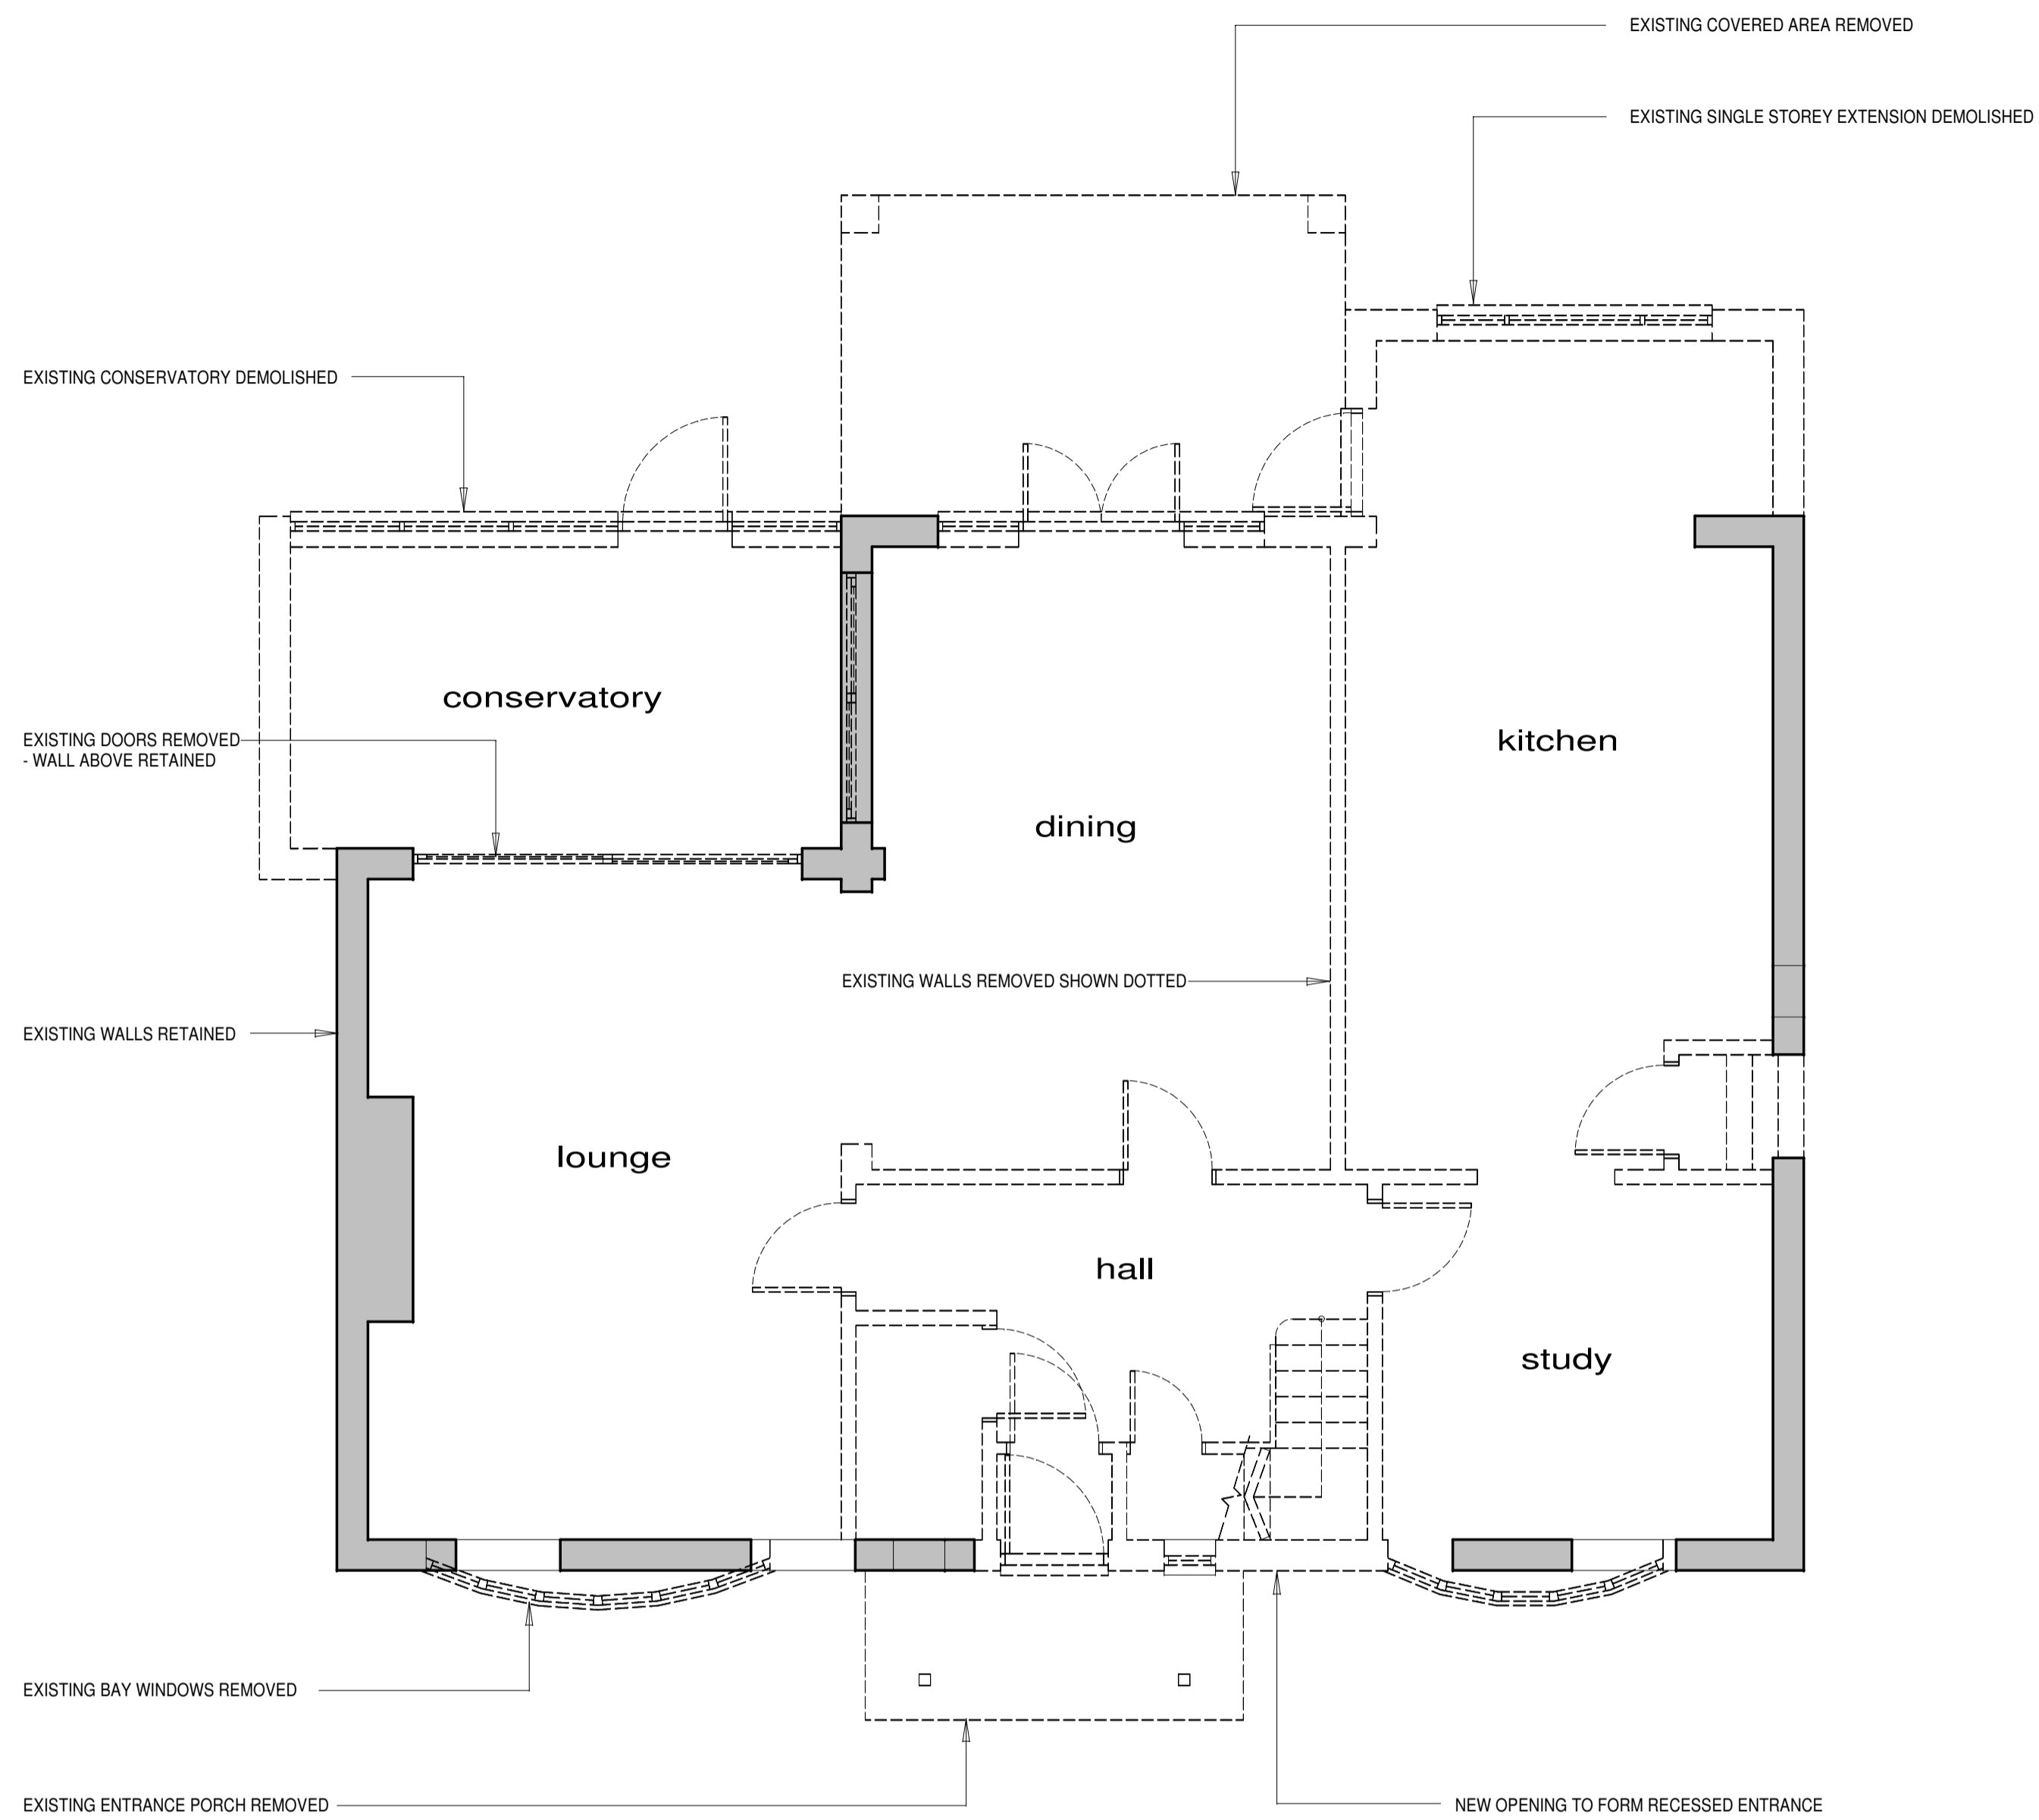 EXISTING COVERED AREA REMOVED
EXISTING SINGLE STOREY EXTENSION DEMOLISHED
EXISTING CONSERVATORY DEMOLISHED
conservatory
EXISTING DOORS REMOVED
- WALL ABOVE RETAINED
kitchen
dining
EXISTING WALLS REMOVED SHOWN DOTTED
EXISTING WALLS RETAINED
lounge
hall
study
EXISTING BAY WINDOWS REMOVED
EXISTING ENTRANCE PORCH REMOVED
NEW OPENING TO FORM RECESSED ENTRANCE